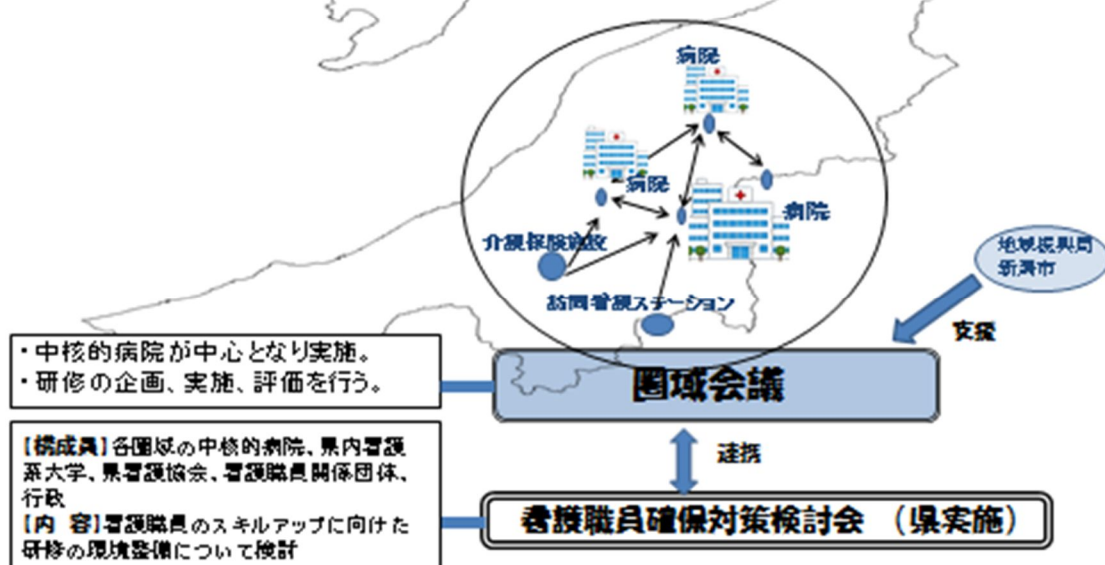 病院
病院
病院
介護保険施設
訪問看護ステーション
地域振興局
新潟市
支援
・中核的病院が中心となり実施。
・研修の企画、実施、評価を行う。
圏域会議
連携
【構成員】各圏域の中核的病院、県内看護
系大学、県看護協会、看護職員関係団体、
行政
【内 容】看護職員のスキルアップに向けた
研修の環境整備について検討
看護職員確保対策検討会 （県実施）